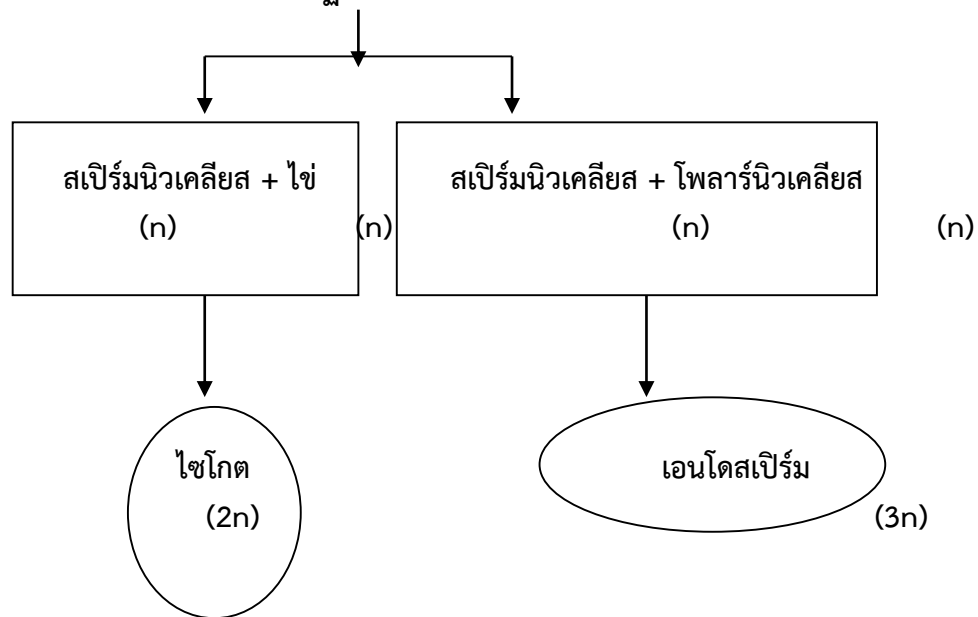 สเปิร์มนิวเคลียส + ไข่
(n) (n)
สเปิร์มนิวเคลียส + โพลาร์นิวเคลียส
(n) (n)
ไซโกต
(2n)
เอนโดสเปิร์ม
(3n)